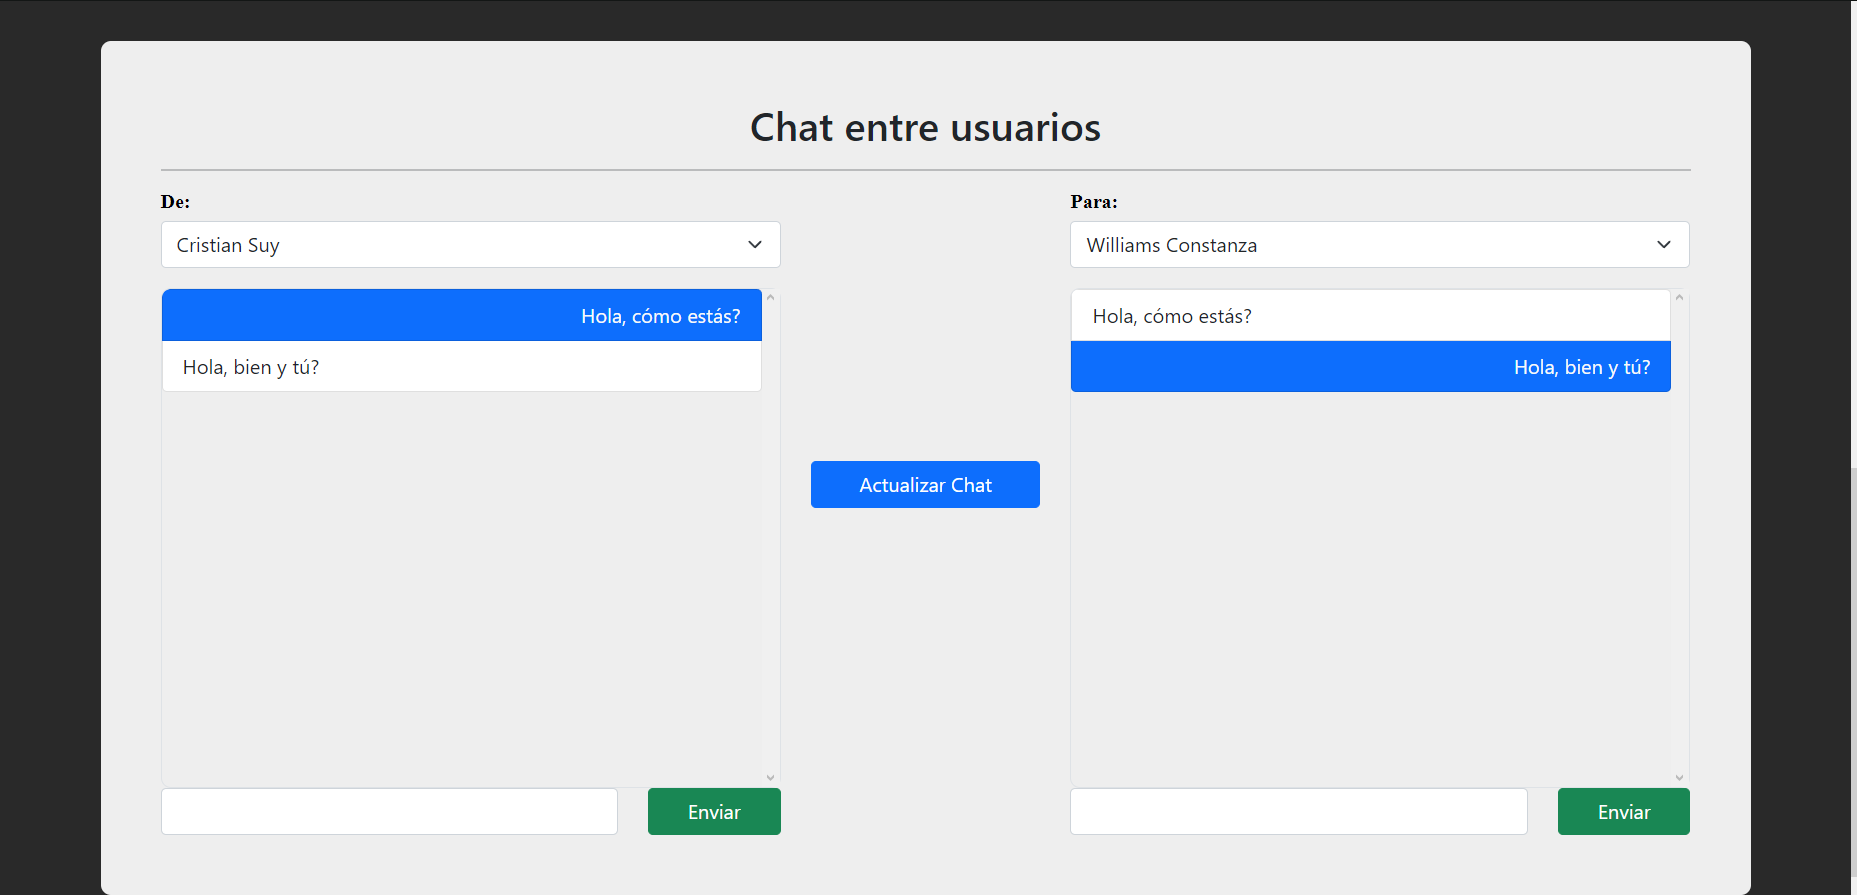 Chat entre usuarios
De:
Cristian Suy
Hola, cómo estás?
Hola, bien y tú?
Enviar
Actualizar Chat
Para:
Williams Constanza
Hola, cómo estás?
Hola, bien y tú?
Enviar